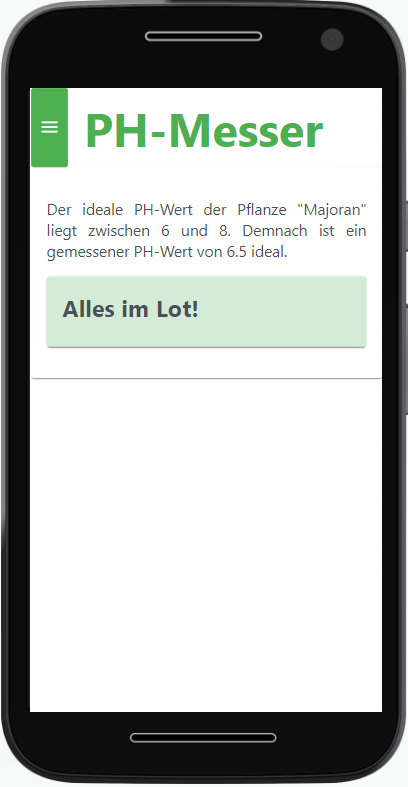 PH-Messer
Der ideale PH-Wert der Pflanze "Majoran"
liegt zwischen 6 und 8. Demnach ist ein
gemessener PH-Wert von 6.5 ideal.
Alles im Lot!